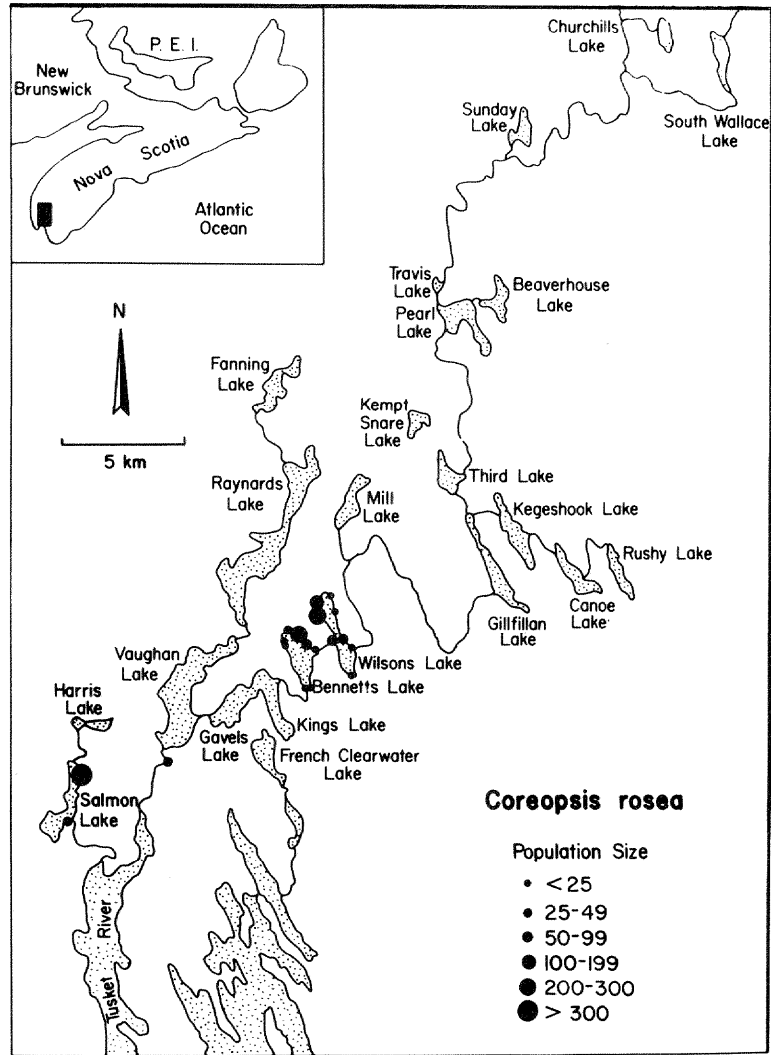 P. E. I.
New
Brunswick
Nova Scotia
Atlantic
Ocean
Churchills
Lake
South Wallace
Lake
Sunday
Lake
Travis
Lake
Pearl
Lake
Beaverhouse
Lake
N
5 km
Fanning
Lake
Kempt
Snare
Lake
Raynards
Lake
Mill
Lake
Third Lake
Kegeshook Lake
Rushy Lake
Canoe
Lake
Gilfillan
Lake
Vaughan
Lake
Wilsons Lake
Bennetts Lake
Harris
Lake
Gavels
Lake
Kings Lake
French Clearwater
Lake
Salmon
Lake
Tusket River
Coreopsis rosea
Population Size
< 25
25-49
50-99
100-199
200-300
> 300